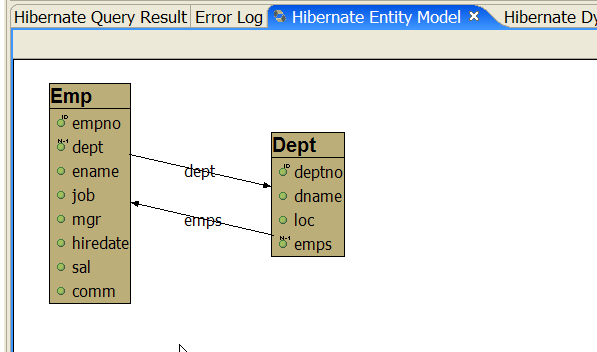 Hibernate Query Result Error Log Hibernate Entity Model Hibernate Dy
Emp
ID empno
N-1 dept
ename
job
mgr
hiredate
sal
comm
dept
emps
Dept
ID deptno
dname
loc
N-1 emps